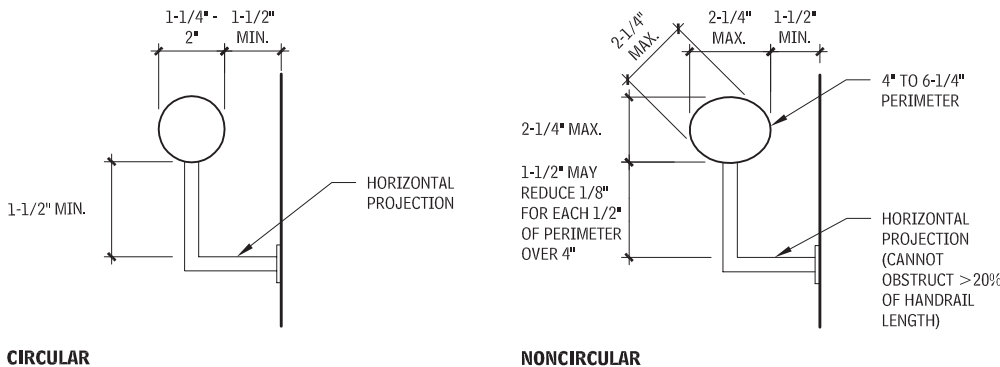 1-1/4" -
2"
1-1/2"
MIN.
1-1/2" MIN.
HORIZONTAL
PROJECTION
CIRCULAR
2-1/4"
MAX.
2-1/4"
MAX.
1-1/2"
MIN.
4" TO 6-1/4"
PERIMETER
2-1/4" MAX.
1-1/2" MAY
REDUCE 1/8"
FOR EACH 1/2"
OF PERIMETER
OVER 4"
HORIZONTAL
PROJECTION
(CANNOT
OBSTRUCT >20%
OF HANDRAIL
LENGTH)
NONCIRCULAR